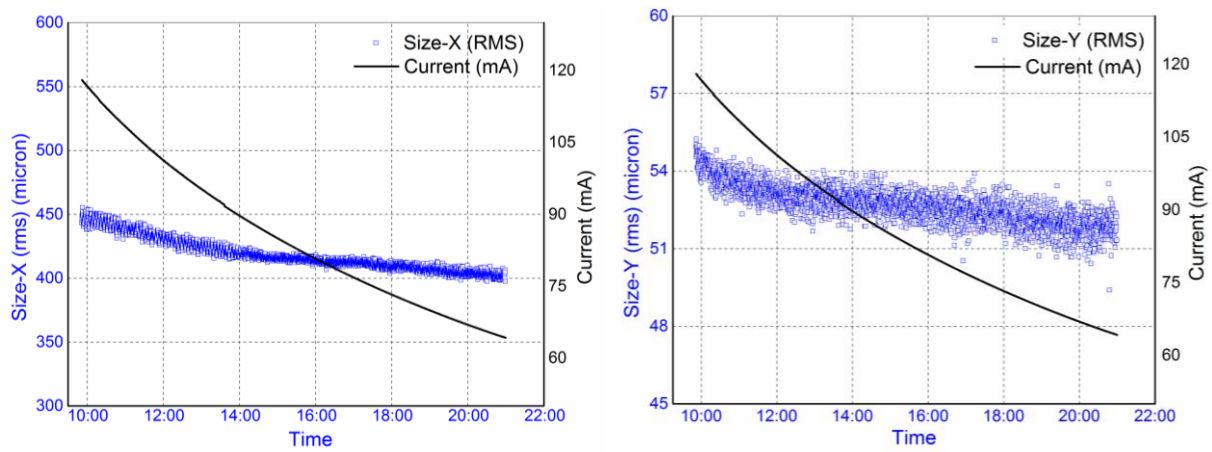 600
550
500
450
400
350
300
Size-X (rms) (micron)
Size-X (RMS)
Current (mA)
120
105
90
75
60
Current (mA)
10:00 12:00 14:00 16:00 18:00 20:00 22:00
Time
60
57
54
51
48
45
Size-Y (rms) (micron)
Size-Y (RMS)
Current (mA)
120
105
90
75
60
Current (mA)
10:00 12:00 14:00 16:00 18:00 20:00 22:00
Time